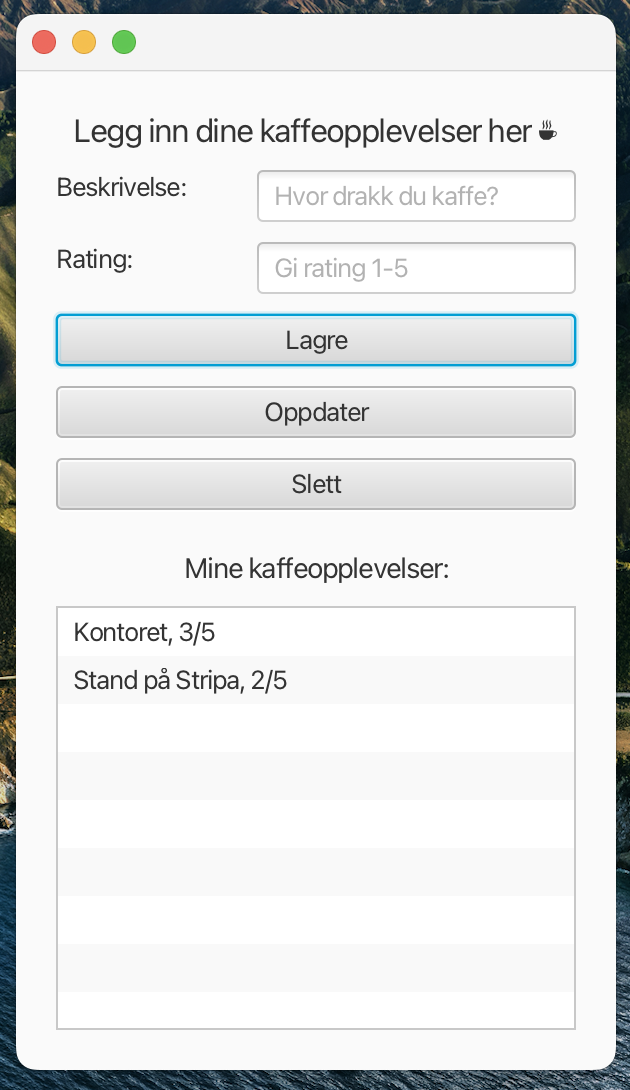 Legg inn dine kaffeopplevelser her ☕
Beskrivelse:
Hvor drakk du kaffe?
Rating:
Gi rating 1-5
Lagre
Oppdater
Slett
Mine kaffeopplevelser:
Kontoret, 3/5
Stand på Stripa, 2/5